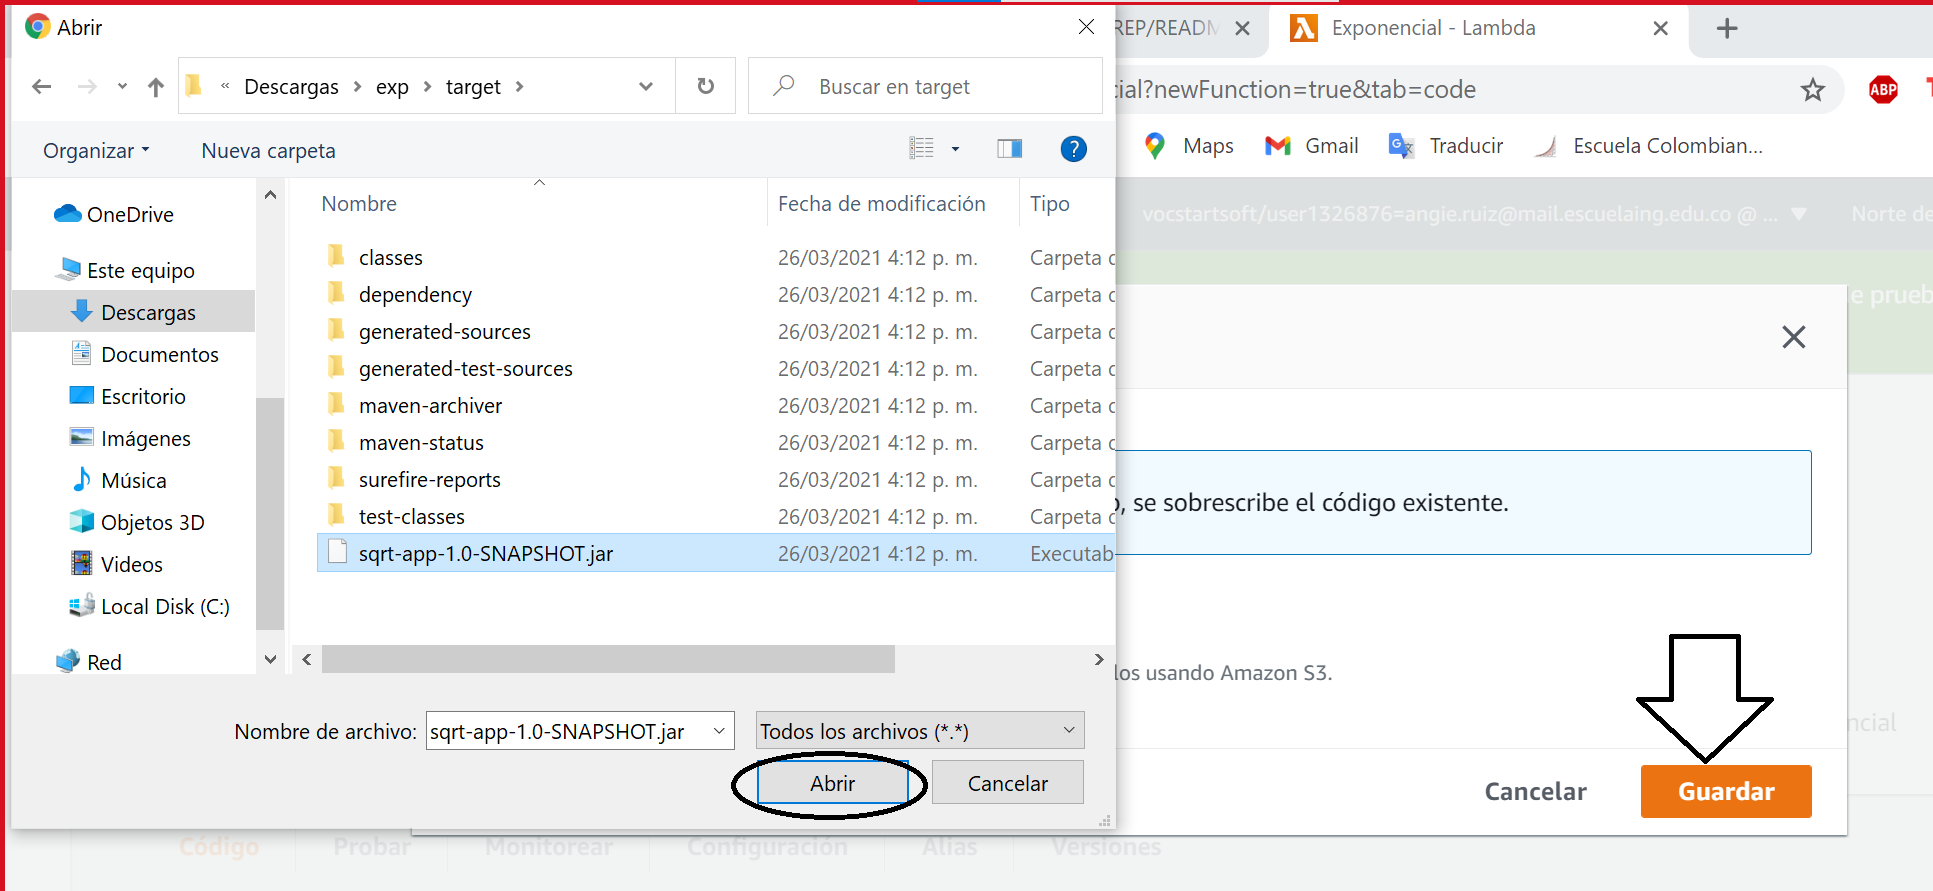 Abrir
REP/READM
Exponencial - Lambda
« Descargas > exp > target >
Buscar en target
cial?newFunction=true&tab=code
ABP
Organizar
Nueva carpeta
Maps
Gmail
Traducir
Escuela Colombian...
Nombre
Fecha de modificación
Tipo
vocstartsoft/user1326876=angie.ruiz@mail.escuelaing.edu.co @ ...
Norte de
OneDrive
Este equipo
Descargas
Documentos
Escritorio
Imágenes
Música
Objetos 3D
Videos
Local Disk (C:)
Red
classes 26/03/2021 4:12 p. m. Carpeta
dependency 26/03/2021 4:12 p. m. Carpeta
generated-sources 26/03/2021 4:12 p. m. Carpeta
generated-test-sources 26/03/2021 4:12 p. m. Carpeta
maven-archiver 26/03/2021 4:12 p. m. Carpeta
maven-status 26/03/2021 4:12 p. m. Carpeta
surefire-reports 26/03/2021 4:12 p. m. Carpeta
test-classes 26/03/2021 4:12 p. m. Carpeta
sqrt-app-1.0-SNAPSHOT.jar 26/03/2021 4:12 p. m. Executab
e prueb
, se sobrescribe el código existente.
los usando Amazon S3.
ncial
Nombre de archivo: sqrt-app-1.0-SNAPSHOT.jar
Todos los archivos (*.*)
Abrir
Cancelar
Cancelar
Guardar
Código
Probar
Monitorear
Configuración
Alias
Versiones